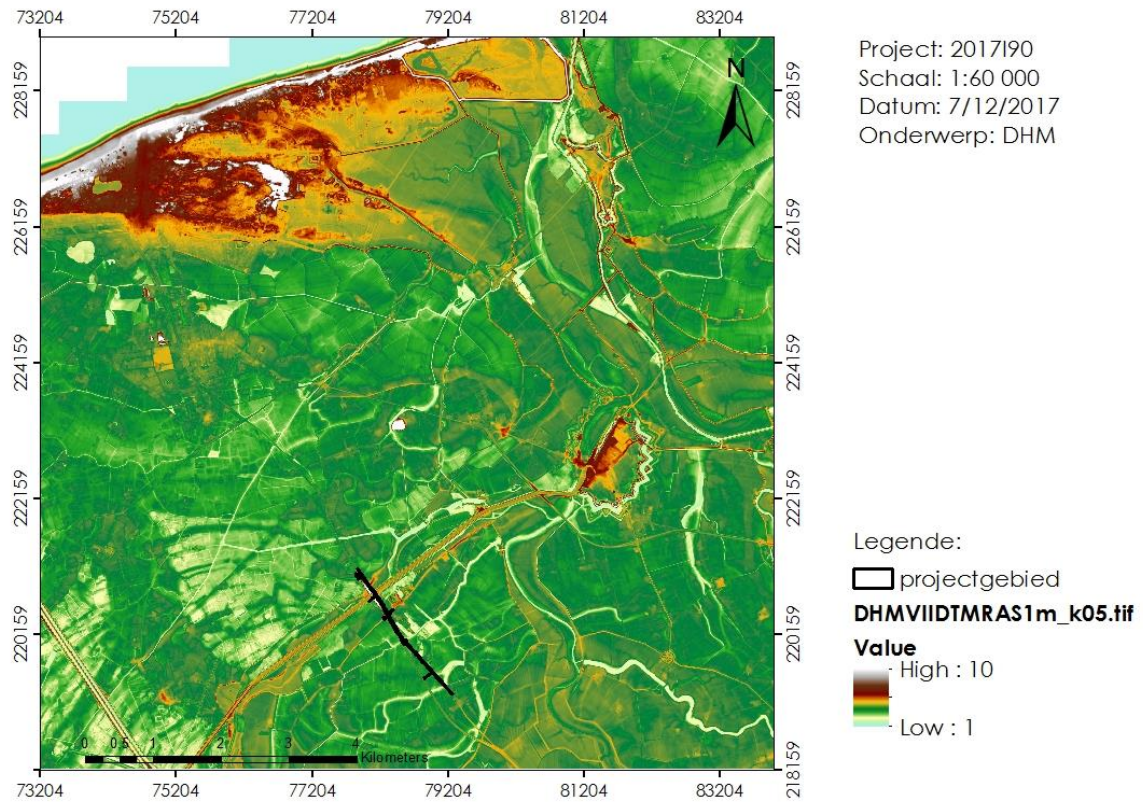 73204 75204 77204 79204 81204 83204
228159 228159
226159 226159
224159 224159
222159 222159
220159 220159
218159
N
0 0.5 1 2 3 4
Kilometers
73204 75204 77204 79204 81204 83204
Project: 2017I90
Schaal: 1:60 000
Datum: 7/12/2017
Onderwerp: DHM
Legende:
projectgebied
DHMVIIDTMRAS1m_k05.tif
Value
High : 10
Low : 1